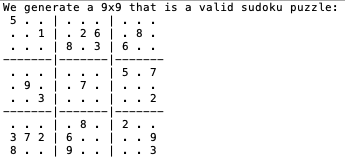 We generate a 9x9 that is a valid sudoku puzzle:
5 . . | . . . | . . .
. . 1 | . 2 6 | . 8 .
. . . | 8 . 3 | 6 . .
-------|-------|-------
. . . | . . . | 5 . 7
. 9 . | . 7 . | . . .
. . 3 | . . . | . . 2
-------|-------|-------
. . . | . 8 . | 2 . .
3 7 2 | 6 . . | . . 9
8 . . | 9 . . | . . 3